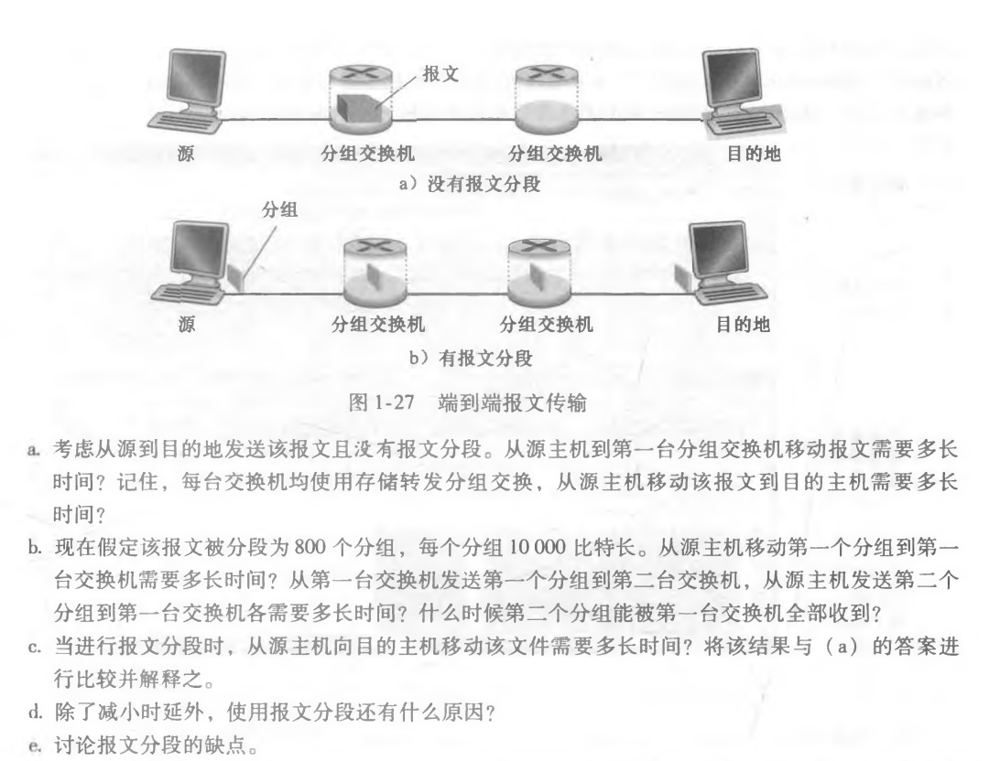 报文
源
分组交换机
分组交换机
目的地
a）没有报文分段
分组
源
分组交换机
分组交换机
目的地
b）有报文分段
图 1-27 端到端报文传输
a. 考虑从源到目的地发送该报文且没有报文分段。从源主机到第一台分组交换机移动报文需要多长
时间？记住，每台交换机均使用存储转发分组交换，从源主机移动该报文到目的主机需要多长
时间？
b. 现在假定该报文被分段为 800 个分组，每个分组 10 000 比特长。从源主机移动第一个分组到第一
台交换机需要多长时间？从第一台交换机发送第一个分组到第二台交换机，从源主机发送第二个
分组到第一台交换机各需要多长时间？什么时候第二个分组能被第一台交换机全部收到？
c. 当进行报文分段时，从源主机向目的主机移动该文件需要多长时间？将该结果与（a）的答案进
行比较并解释之。
d. 除了减小时延外，使用报文分段还有什么原因？
e. 讨论报文分段的缺点。